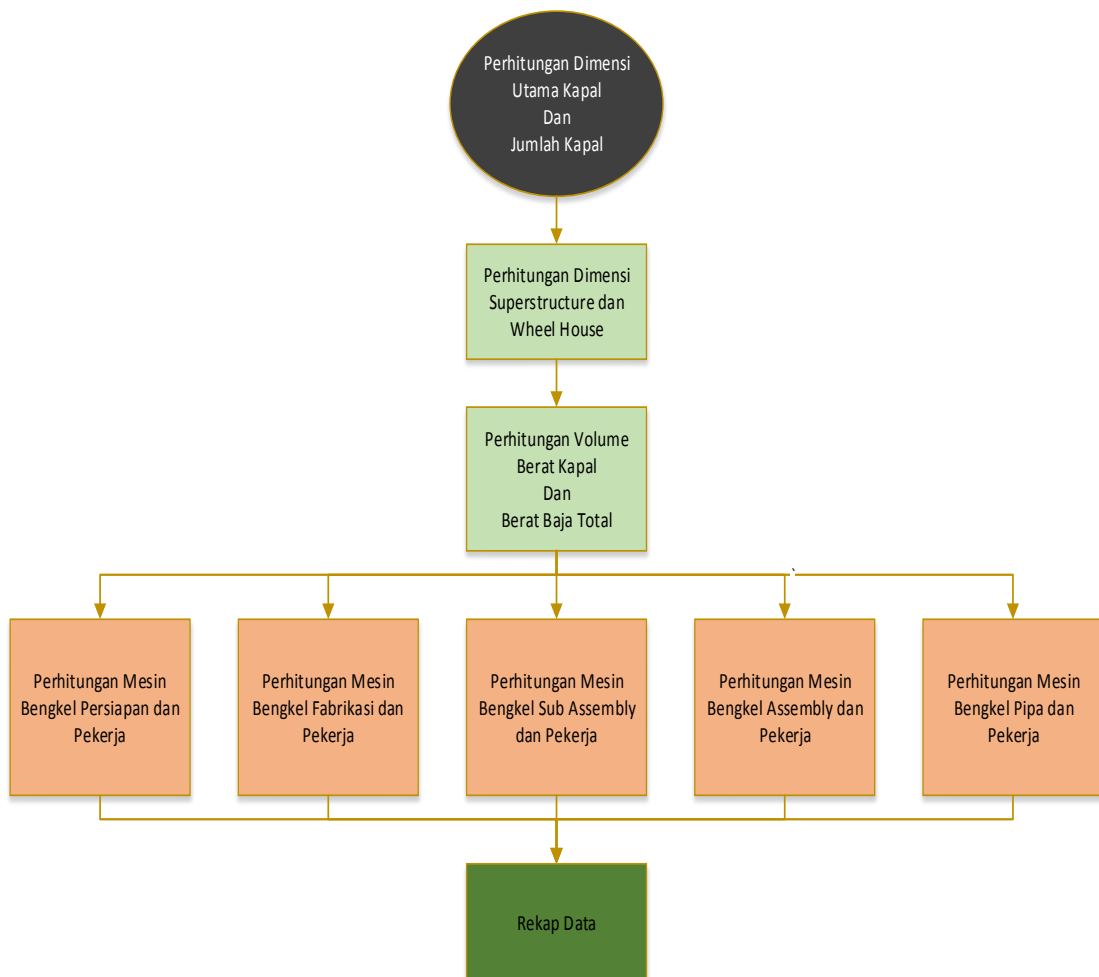 Perhitungan Dimensi
Utama Kapal
Dan
Jumlah Kapal
Perhitungan Dimensi
Superstructure dan
Wheel House
Perhitungan Volume
Berat Kapal
Dan
Berat Baja Total
Perhitungan Mesin
Bengkel Persiapan dan
Pekerja
Perhitungan Mesin
Bengkel Fabrikasi dan
Pekerja
Perhitungan Mesin
Bengkel Sub Assembly
dan Pekerja
Perhitungan Mesin
Bengkel Assembly dan
Pekerja
Perhitungan Mesin
Bengkel Pipa dan
Pekerja
Rekap Data